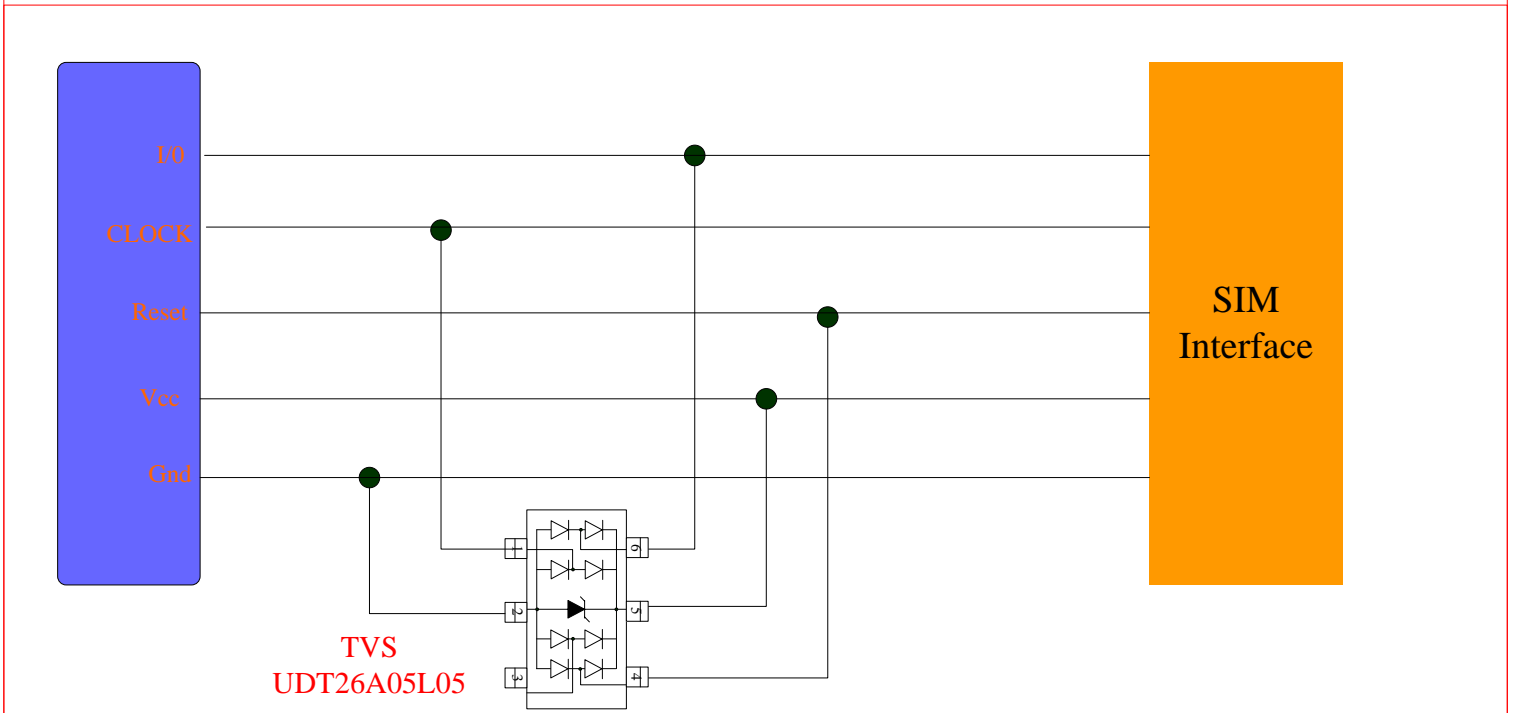 I/0
CLOCK
Reset
Vcc
Gnd
SIM
Interface
1
6
2
5
3
4
TVS
UDT26A05L05